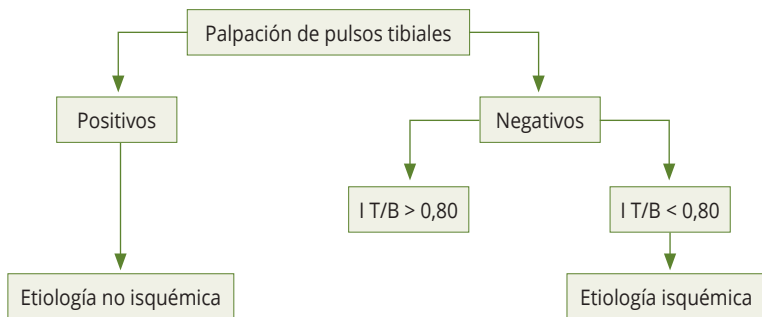 Palpación de pulsos tibiales
Positivos
Negativos
I T/B > 0,80
I T/B < 0,80
Etiología no isquémica
Etiología isquémica